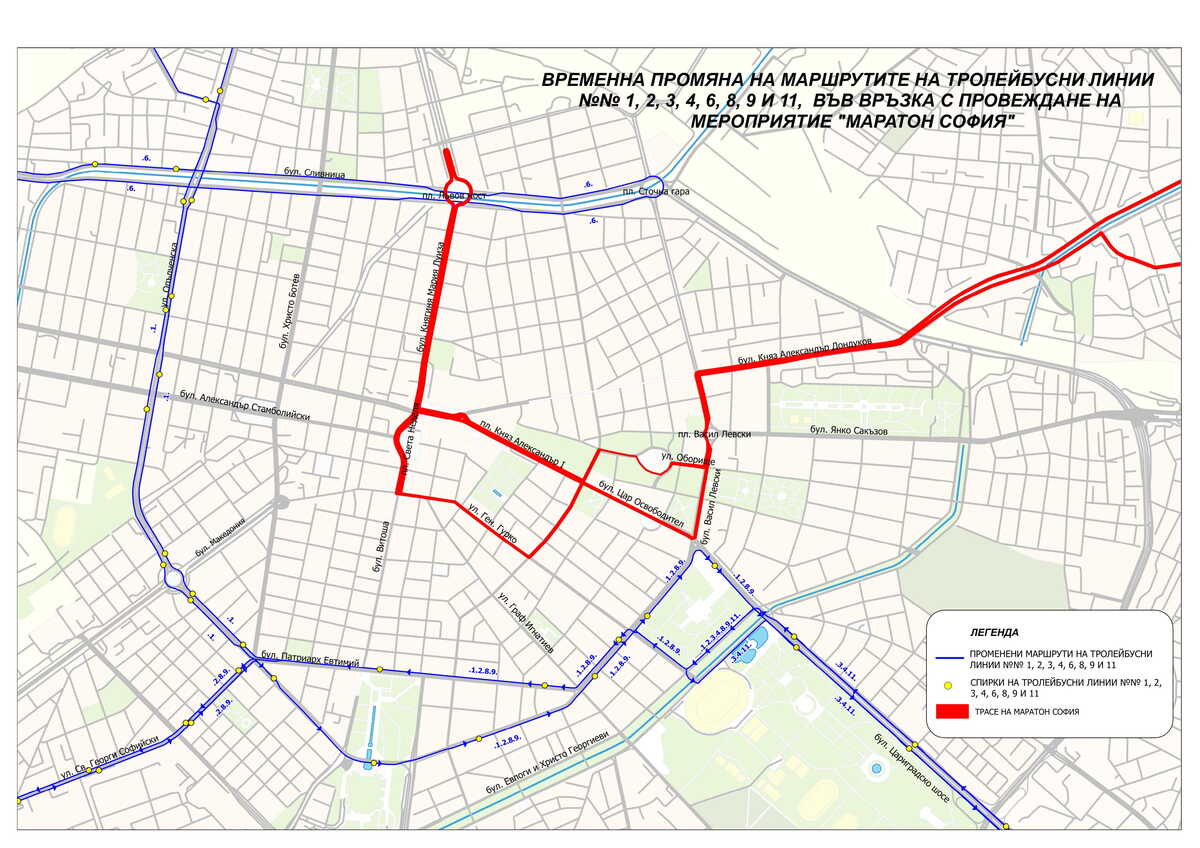 ВРЕМЕННА ПРОМЯНА НА МАРШРУТИТЕ НА ТРОЛЕЙБУСНИ ЛИНИИ
№№ 1, 2, 3, 4, 6, 8, 9 И 11, ВЪВ ВРЪЗКА С ПРОВЕЖДАНЕ НА
МЕРОПРИЯТИЕ "МАРАТОН СОФИЯ"
.6.
бул. Сливница
.6.
.6.
пл. Сточна гара
пл. Лъвов мост
.6.
ул. Опълченска
бул. Христо Ботев
бул. Княгиня Мария Луиза
.1.
бул. Княз Александър Дондуков
.1.
бул. Александър Стамболийски
пл. Света Неделя
пл. Княз Александър I
пл. Васил Левски
бул. Янко Сакъзов
ул. Оборище
бул. Цар Освободител
бул. Васил Левски
ул. Ген. Гурко
бул. Македония
бул. Витоша
.1.2.8.9.
.1.2.8.9.
ул. Граф Игнатиев
.1.
.1.
.1.2.8.9.
.1.2.3.4.8.9.11.
.3.4.11.
бул. Патриарх Евтимий
.1.2.8.9.
.1.2.8.9.
.1.2.8.9.
.2.8.9.
.2.8.9.
.3.4.11.
.3.4.11.
ул. Св. Георги Софийски
.1.2.8.9.
бул. Евлоги и Христо Георгиеви
бул. Цариградско шосе
ЛЕГЕНДА
ПРОМЕНЕНИ МАРШРУТИ НА ТРОЛЕЙБУСНИ
ЛИНИИ №№ 1, 2, 3, 4, 6, 8, 9 И 11
СПИРКИ НА ТРОЛЕЙБУСНИ ЛИНИИ №№ 1, 2,
3, 4, 6, 8, 9 И 11
ТРАСЕ НА МАРАТОН СОФИЯ